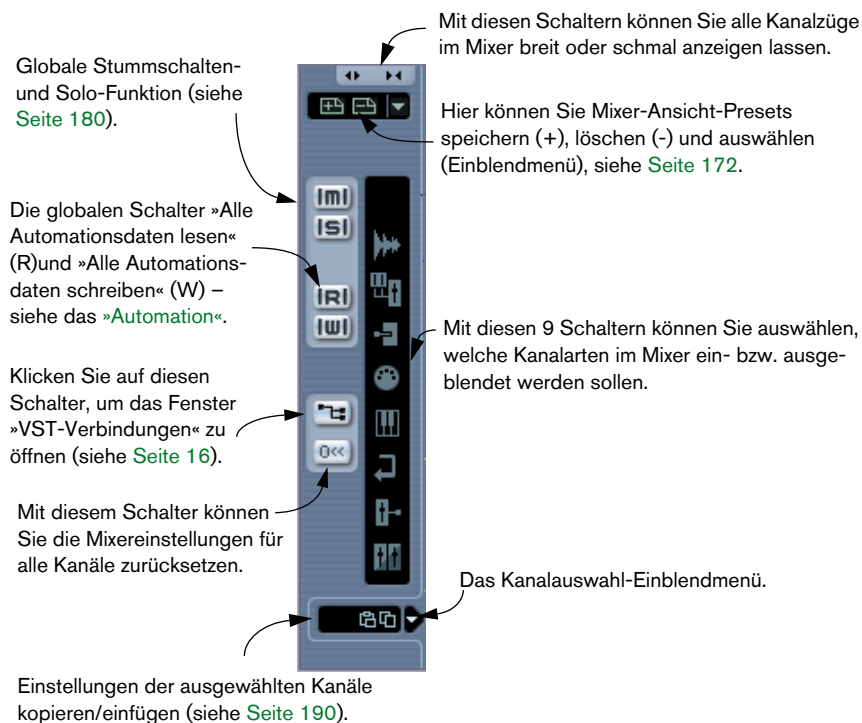 Mit diesen Schaltern können Sie alle Kanalzüge
im Mixer breit oder schmal anzeigen lassen.
Globale Stummschalten-
und Solo-Funktion (siehe
Seite 180).
Hier können Sie Mixer-Ansicht-Presets
speichern (+), löschen (-) und auswählen
(Einblendmenü), siehe Seite 172.
Die globalen Schalter »Alle
Automationsdaten lesen«
(R)und »Alle Automations-
daten schreiben« (W) –
siehe das »Automation«.
m
S
R
W
Mit diesen 9 Schaltern können Sie auswählen,
welche Kanalarten im Mixer ein- bzw. ausge-
blendet werden sollen.
Klicken Sie auf diesen
Schalter, um das Fenster
»VST-Verbindungen« zu
öffnen (siehe Seite 16).
0<<
Mit diesem Schalter können
Sie die Mixereinstellungen für
alle Kanäle zurücksetzen.
Das Kanalauswahl-Einblendmenü.
Einstellungen der ausgewählten Kanäle
kopieren/einfügen (siehe Seite 190).